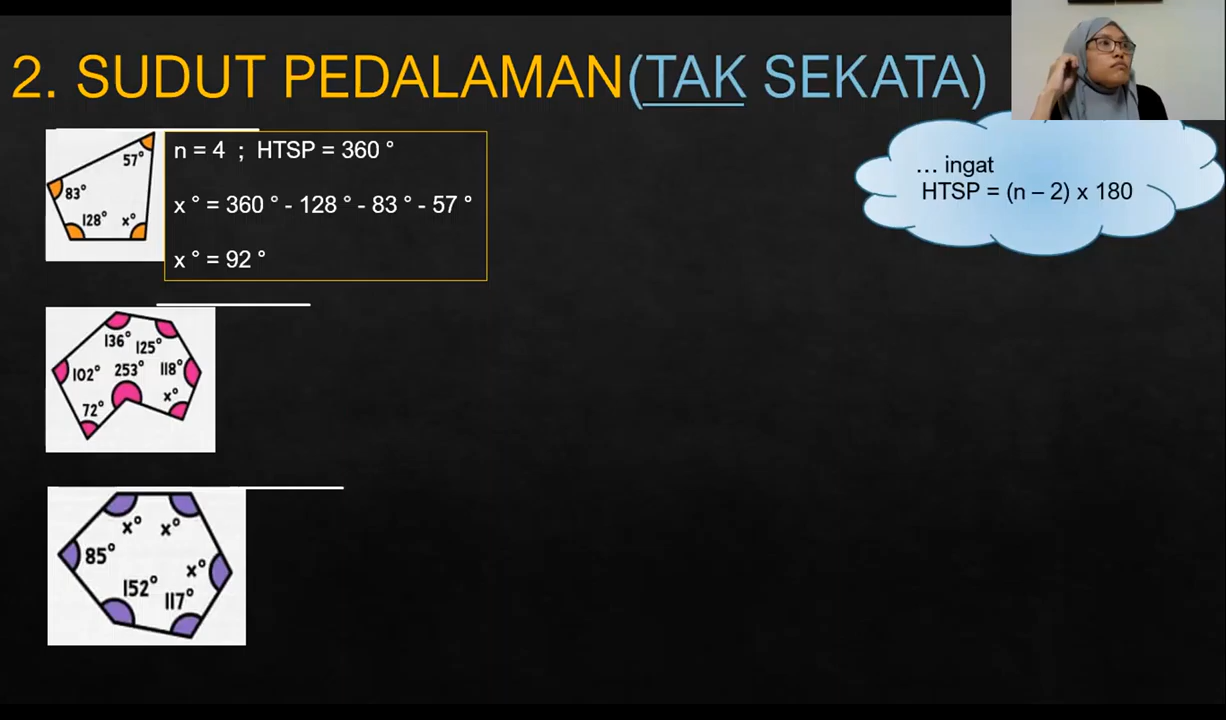 2. SUDUT PEDALAMAN(TAK SEKATA)
57°
83°
128° x°
n = 4 ; HTSP = 360 °
x ° = 360 ° - 128 ° - 83 ° - 57 °
x ° = 92 °
... ingat
HTSP = (n – 2) x 180
136° 125°
102° 253° 118°
x°
72°
x° x°
85°
x°
152° 117°